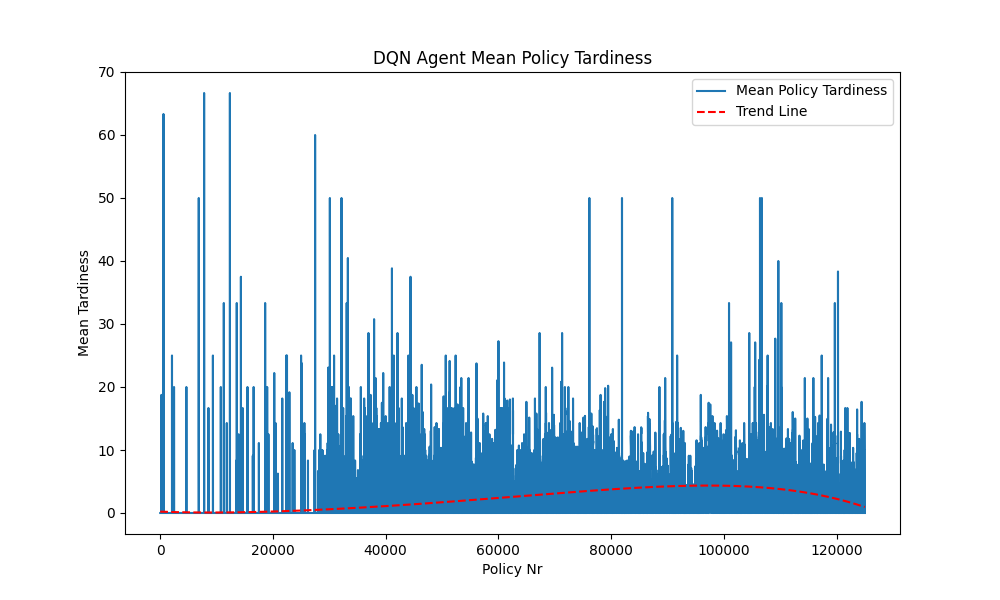 DQN Agent Mean Policy Tardiness
Mean Policy Tardiness
Trend Line
Mean Tardiness
70
60
50
40
30
20
10
0
0 20000 40000 60000 80000 100000 120000
Policy Nr